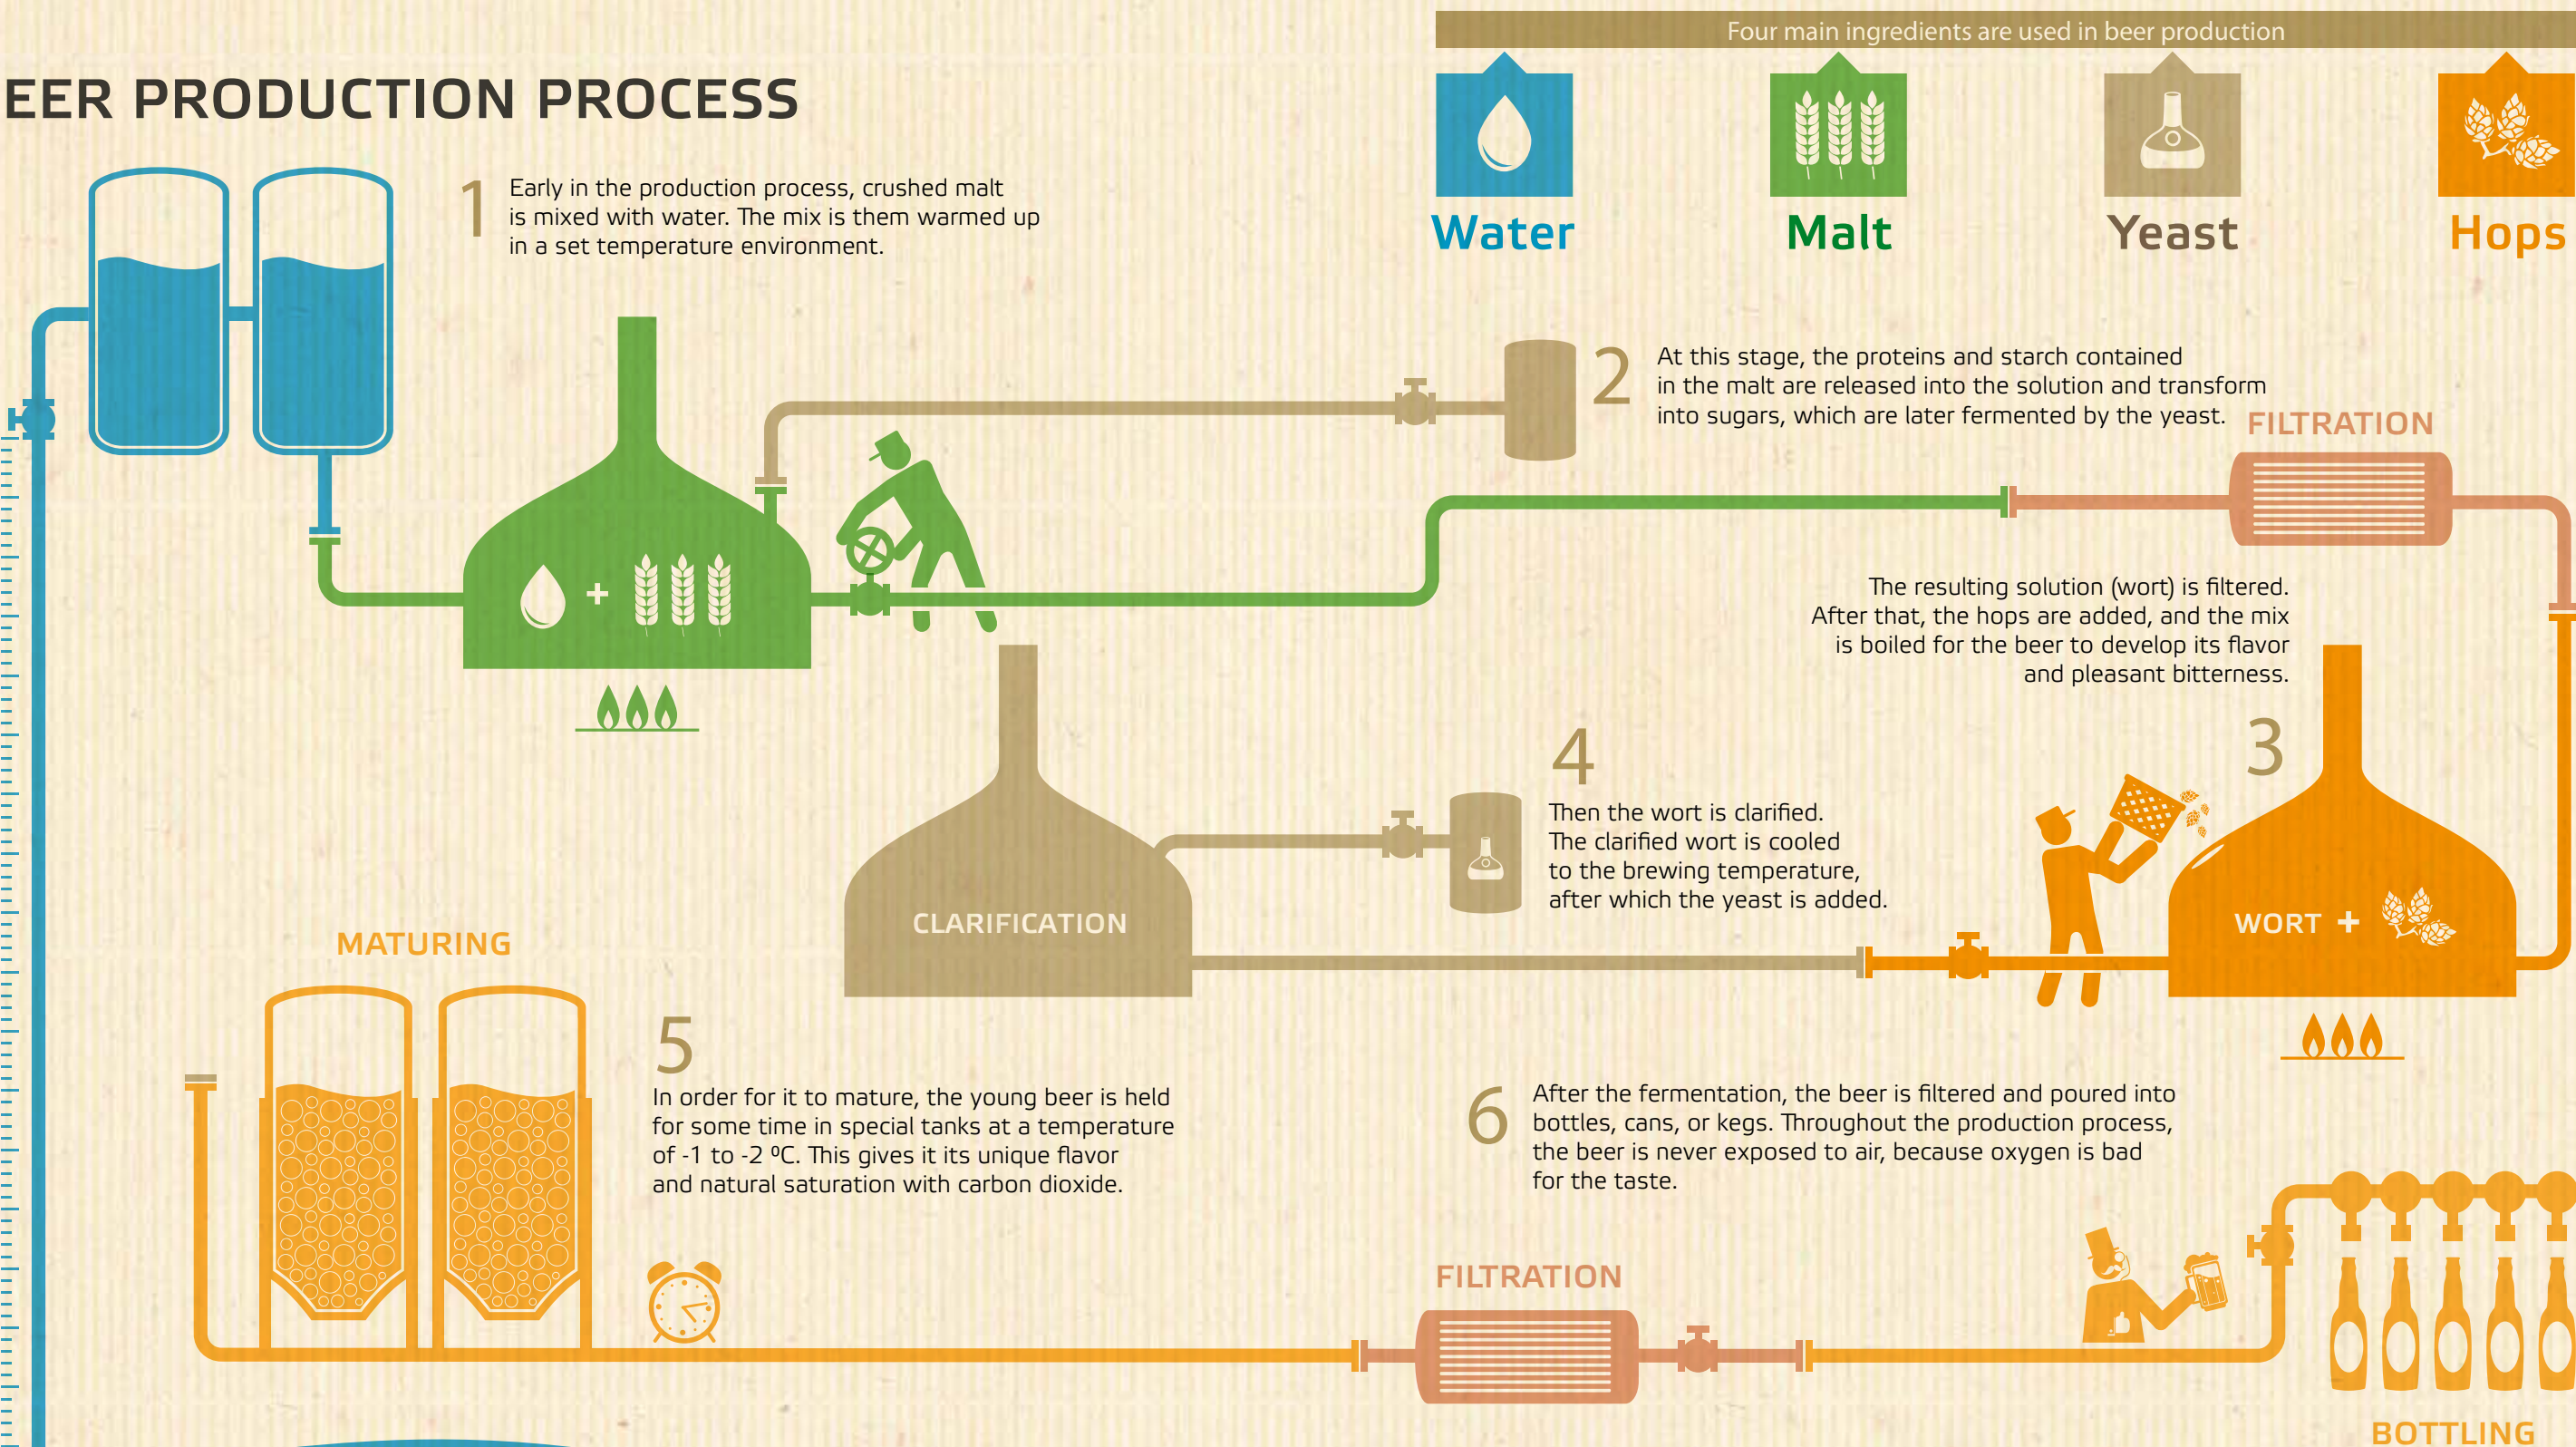 Four main ingredients are used in beer production
EER PRODUCTION PROCESS
Water
Malt
Yeast
Hops
1
Early in the production process, crushed malt
is mixed with water. The mix is them warmed up
in a set temperature environment.
2
At this stage, the proteins and starch contained
in the malt are released into the solution and transform
into sugars, which are later fermented by the yeast.
FILTRATION
+
The resulting solution (wort) is filtered.
After that, the hops are added, and the mix
is boiled for the beer to develop its flavor
and pleasant bitterness.
3
WORT +
4
Then the wort is clarified.
The clarified wort is cooled
to the brewing temperature,
after which the yeast is added.
CLARIFICATION
MATURING
5
In order for it to mature, the young beer is held
for some time in special tanks at a temperature
of -1 to -2 ⁰C. This gives it its unique flavor
and natural saturation with carbon dioxide.
6
After the fermentation, the beer is filtered and poured into
bottles, cans, or kegs. Throughout the production process,
the beer is never exposed to air, because oxygen is bad
for the taste.
FILTRATION
BOTTLING